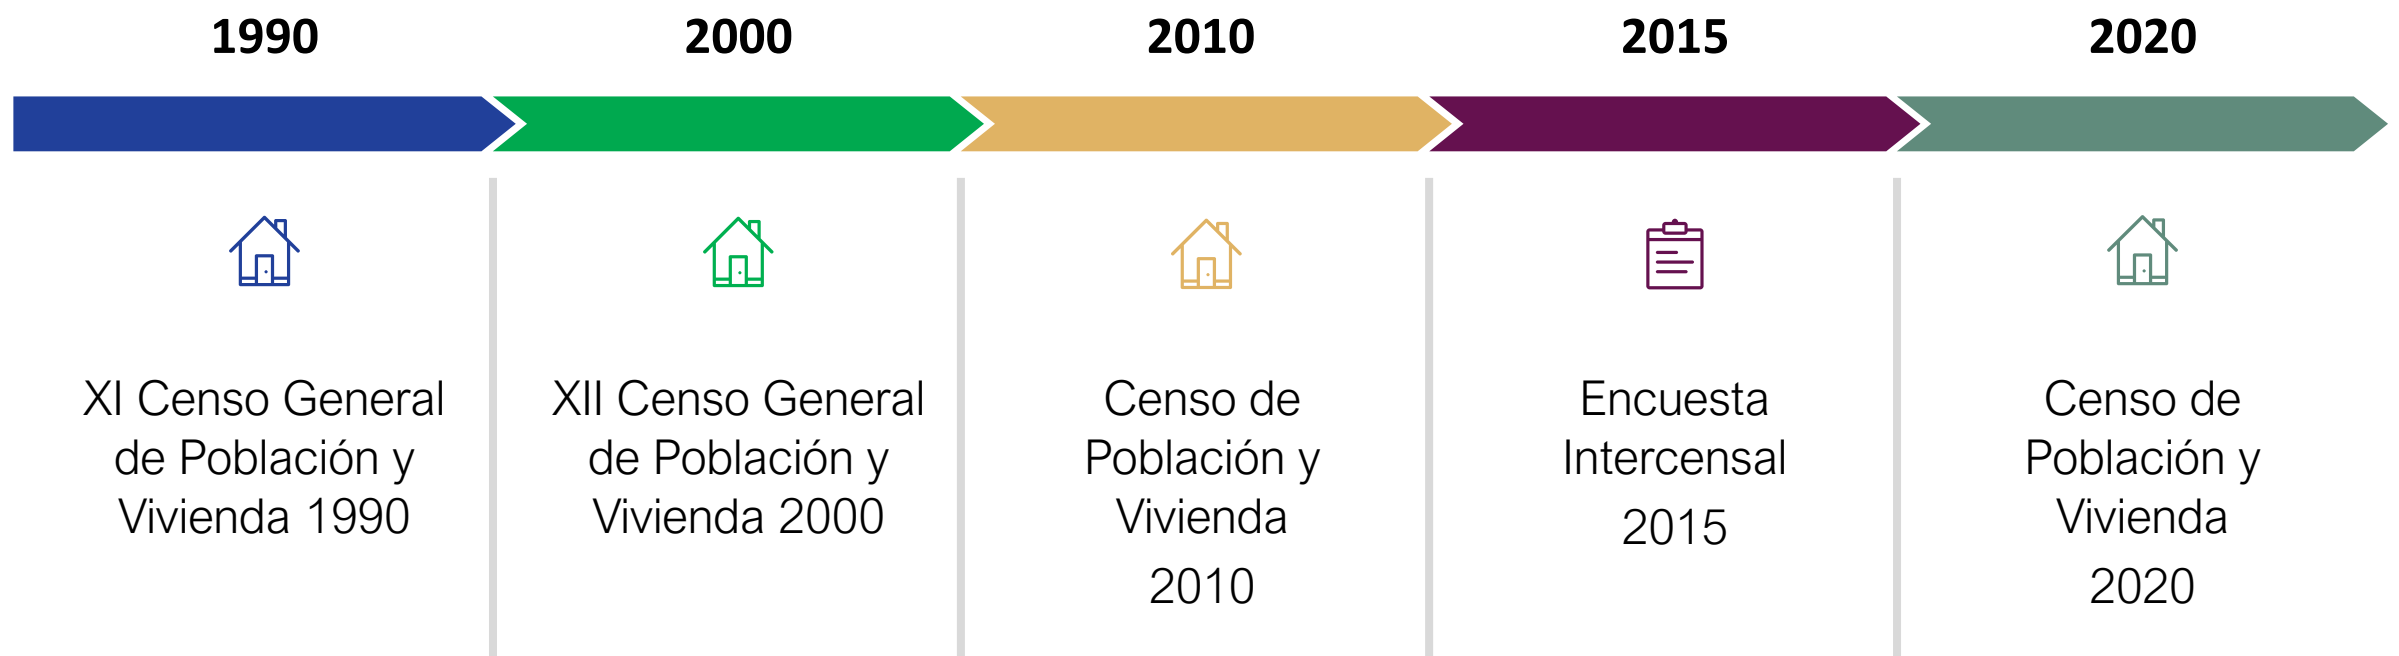 1990
2000
2010
2015
2020
XI Censo General
de Población y
Vivienda 1990
XII Censo General
de Población y
Vivienda 2000
Censo de
Población y
Vivienda
2010
Encuesta
Intercensal
2015
Censo de
Población y
Vivienda
2020